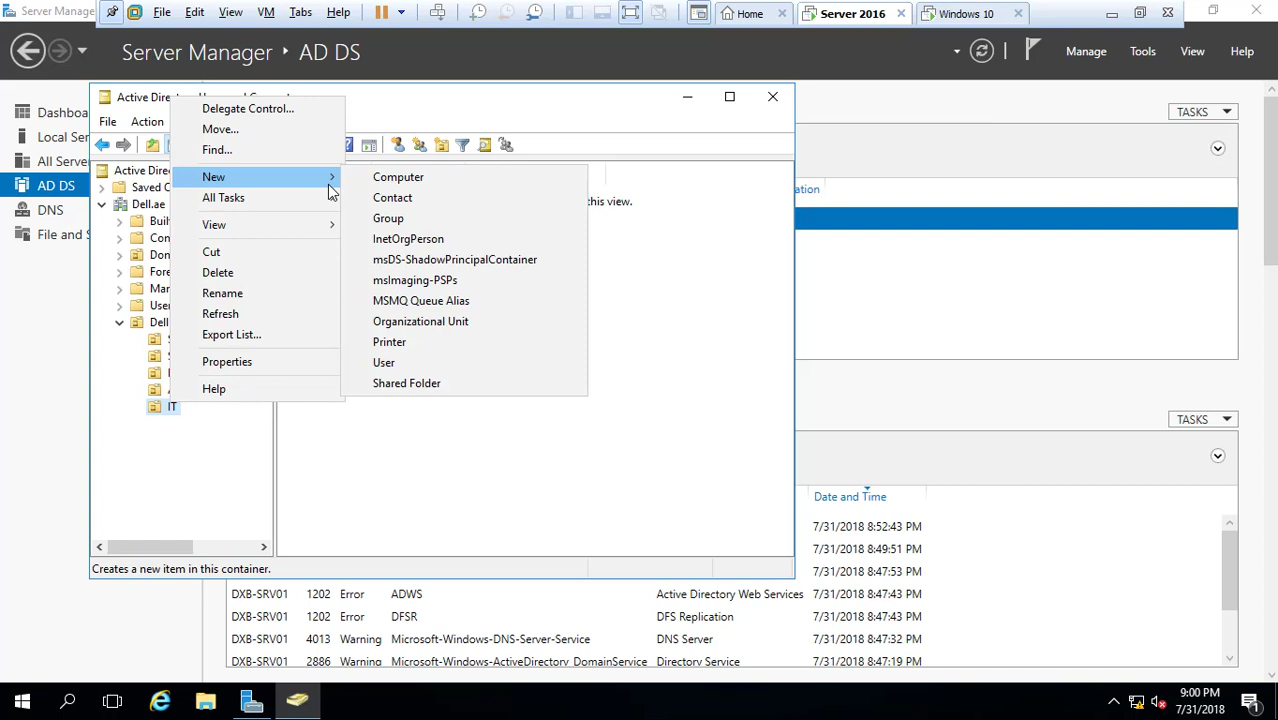 Server Manager
File
Edit
View
VM
Tabs
Help
Home
Server 2016
Windows 10
Server Manager
AD DS
Manage
Tools
View
Help
Dashboa
Local Ser
All Serve
AD DS
DNS
File and S
Active Direc
File
Action
Active Direc
Saved C
Dell.ae
Buil
Con
Don
Fore
Mar
User
Dell
IT
Delegate Control...
Move...
Find...
New
All Tasks
View
Cut
Delete
Rename
Refresh
Export List...
Properties
Help
Computer
Contact
Group
InetOrgPerson
msDS-ShadowPrincipalContainer
msImaging-PSPs
MSMQ Queue Alias
Organizational Unit
Printer
User
Shared Folder
this view.
Creates a new item in this container.
TASKS
ation
TASKS
Date and Time
7/31/2018 8:52:43 PM
7/31/2018 8:49:51 PM
7/31/2018 8:47:53 PM
DXB-SRV01 1202 Error ADWS Active Directory Web Services 7/31/2018 8:47:43 PM
DXB-SRV01 1202 Error DFSR DFS Replication 7/31/2018 8:47:43 PM
DXB-SRV01 4013 Warning Microsoft-Windows-DNS-Server-Service DNS Server 7/31/2018 8:47:32 PM
DXB-SRV01 2886 Warning Microsoft-Windows-ActiveDirectory_DomainService Directory Service 7/31/2018 8:47:19 PM
9:00 PM
7/31/2018
1